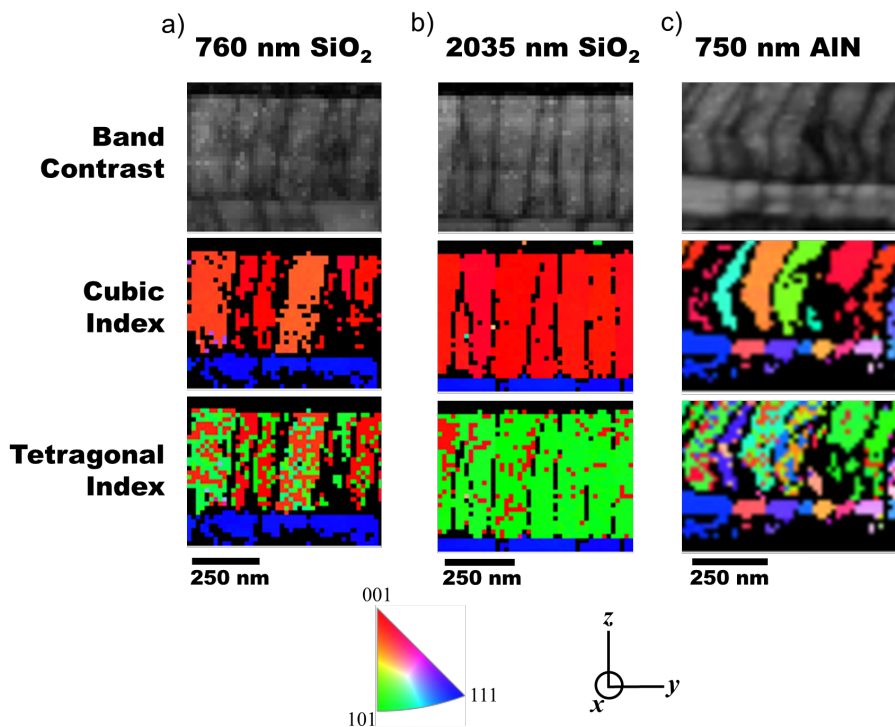 a)
760 nm SiO₂
b)
2035 nm SiO₂
c)
750 nm AlN
Band
Contrast
Cubic
Index
Tetragonal
Index
250 nm
250 nm
250 nm
001
101
111
z
x
y